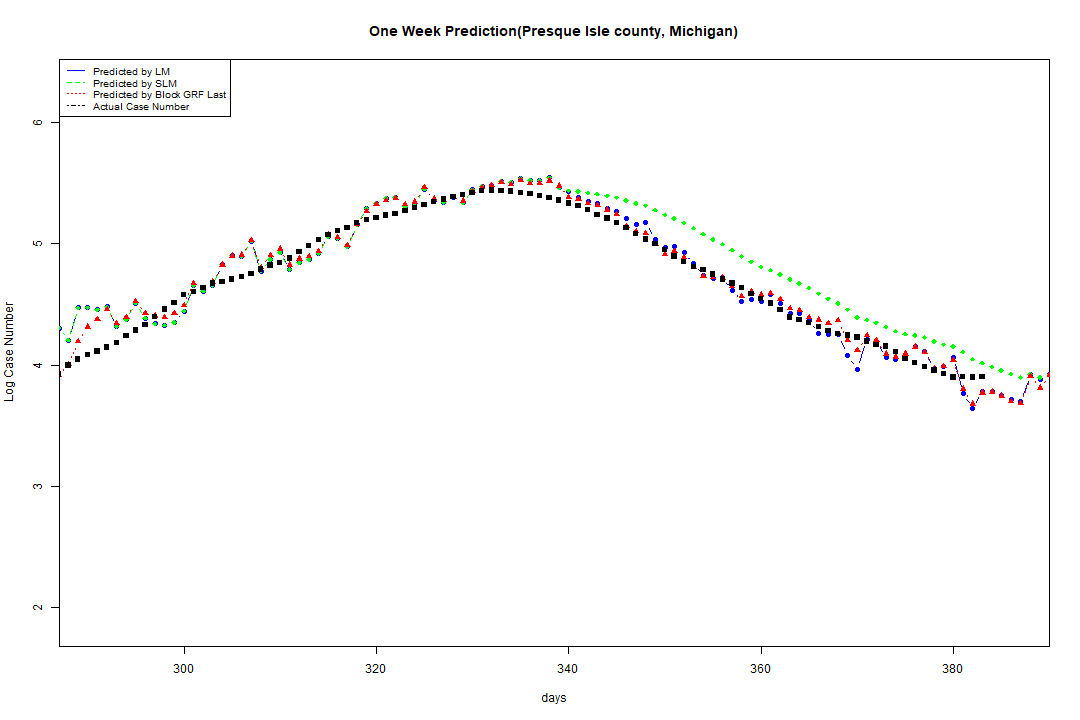 One Week Prediction(Presque Isle county, Michigan)
Predicted by LM
Predicted by SLM
Predicted by Block GRF Last
Actual Case Number
6
5
4
3
2
Log Case Number
300 320 340 360 380
days